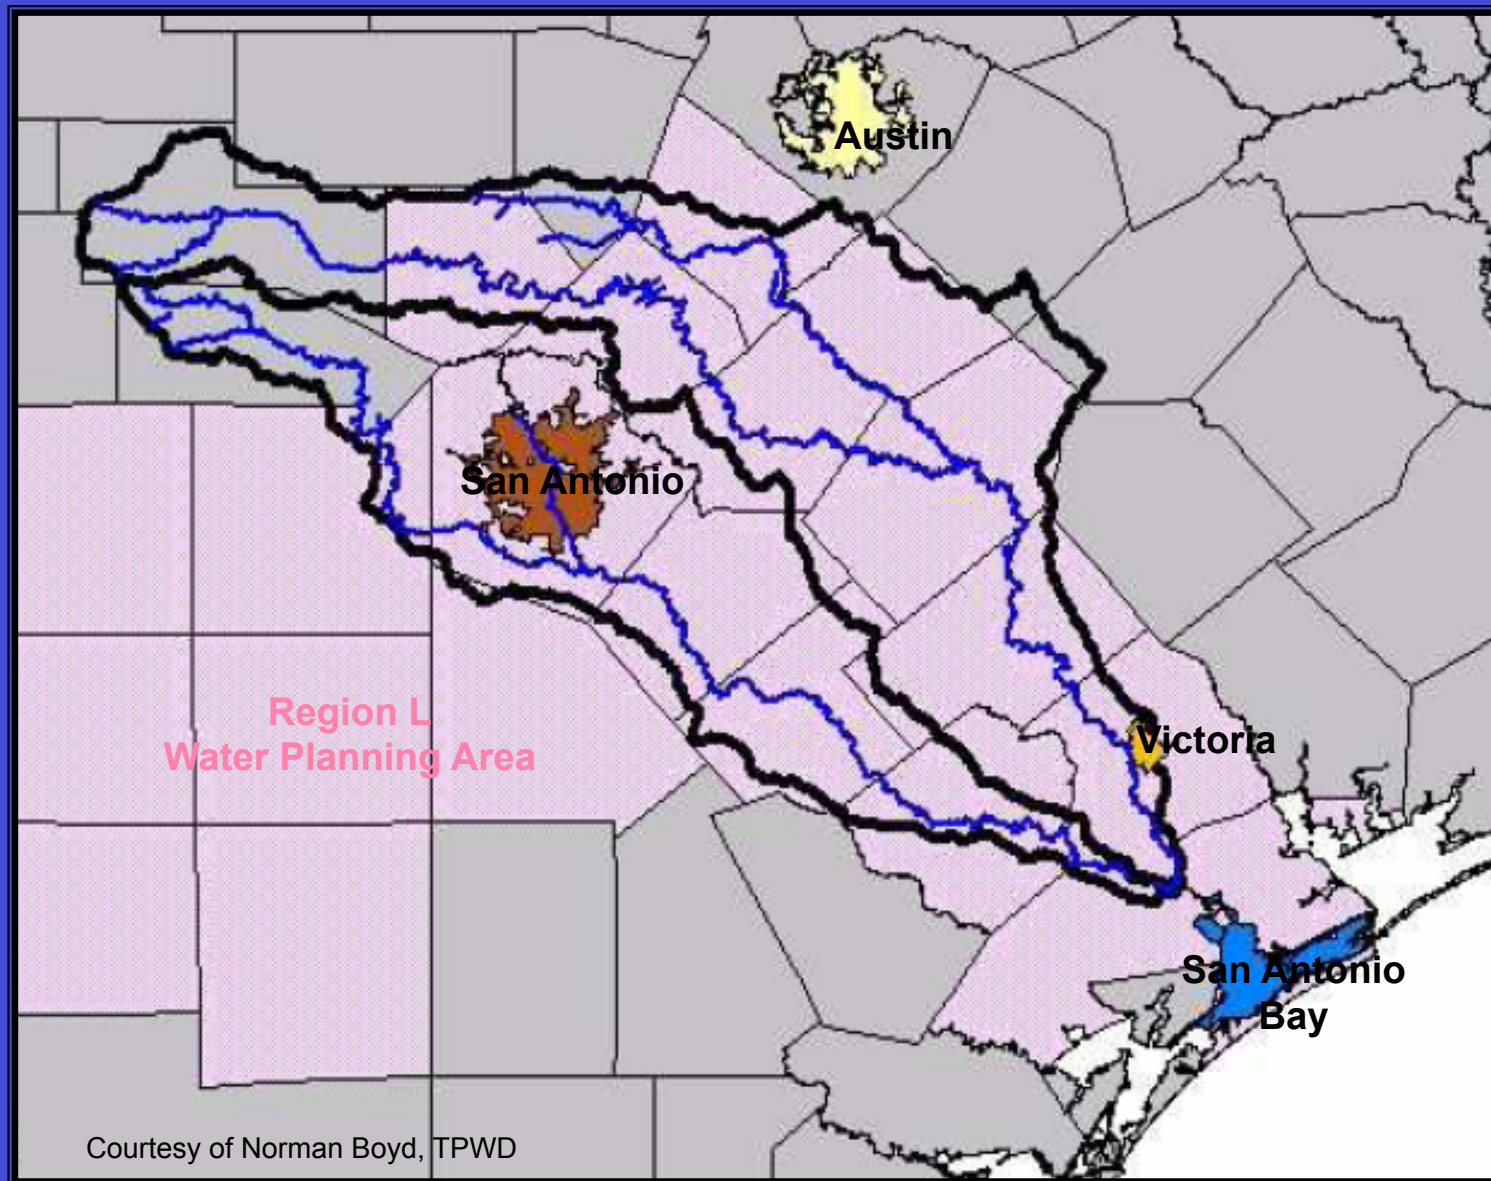 Austin
San Antonio
Region L
Water Planning Area
Victoria
San Antonio
Bay
Courtesy of Norman Boyd, TPWD